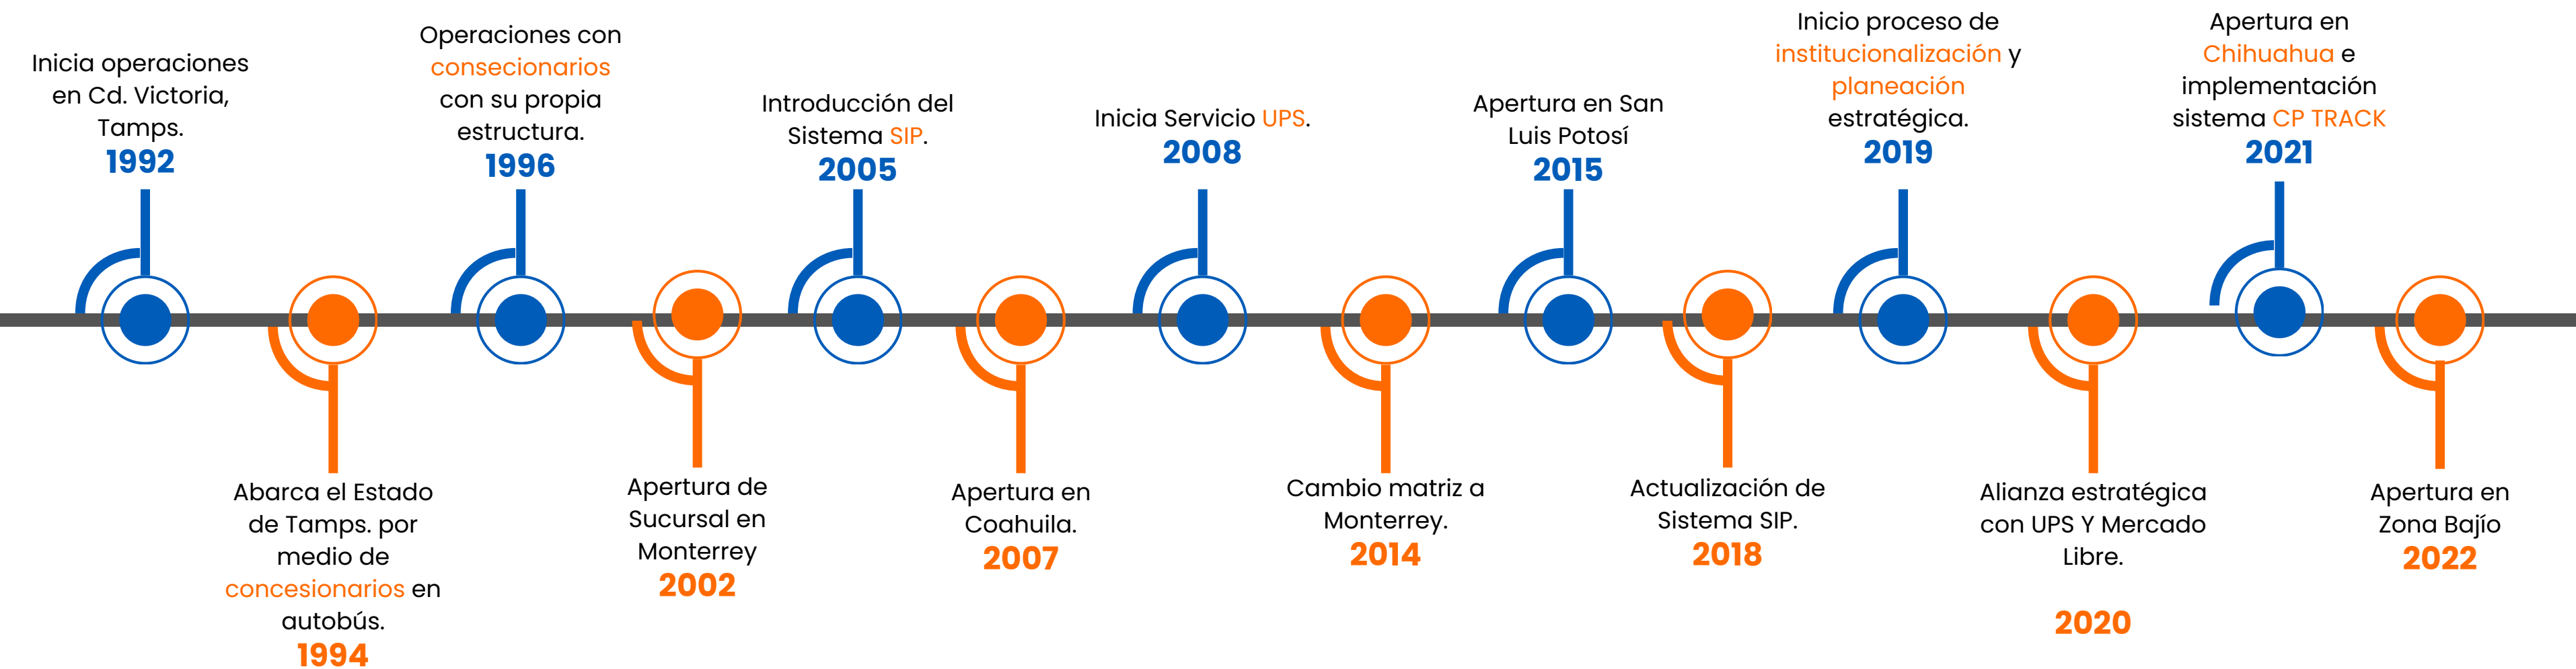 Inicia operaciones
en Cd. Victoria,
Tamps.
1992
Abarca el Estado
de Tamps. por
medio de
concesionarios en
autobús.
1994
Operaciones con
consecionarios
con su propia
estructura.
1996
Apertura de
Sucursal en
Monterrey
2002
Introducción del
Sistema SIP.
2005
Apertura en
Coahuila.
2007
Inicia Servicio UPS.
2008
Cambio matriz a
Monterrey.
2014
Apertura en San
Luis Potosí
2015
Actualización de
Sistema SIP.
2018
Inicio proceso de
institucionalización y
planeación
estratégica.
2019
Alianza estratégica
con UPS Y Mercado
Libre.
2020
Apertura en
Chihuahua e
implementación
sistema CP TRACK
2021
Apertura en
Zona Bajío
2022